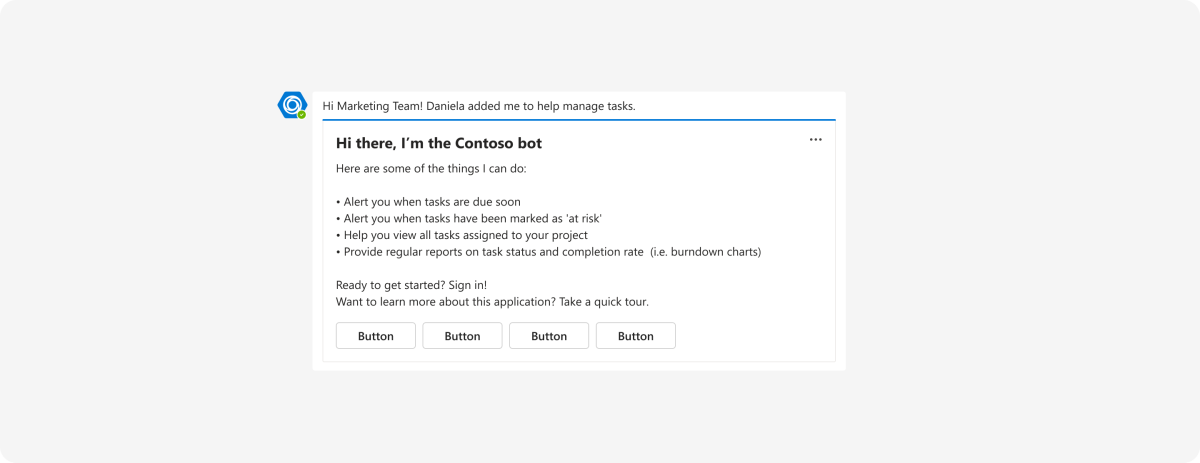 Hi Marketing Team! Daniela added me to help manage tasks.
Hi there, I’m the Contoso bot
Here are some of the things I can do:
• Alert you when tasks are due soon
• Alert you when tasks have been marked as 'at risk'
• Help you view all tasks assigned to your project
• Provide regular reports on task status and completion rate  (i.e. burndown charts)
Ready to get started? Sign in!
Want to learn more about this application? Take a quick tour.
Button Button Button Button